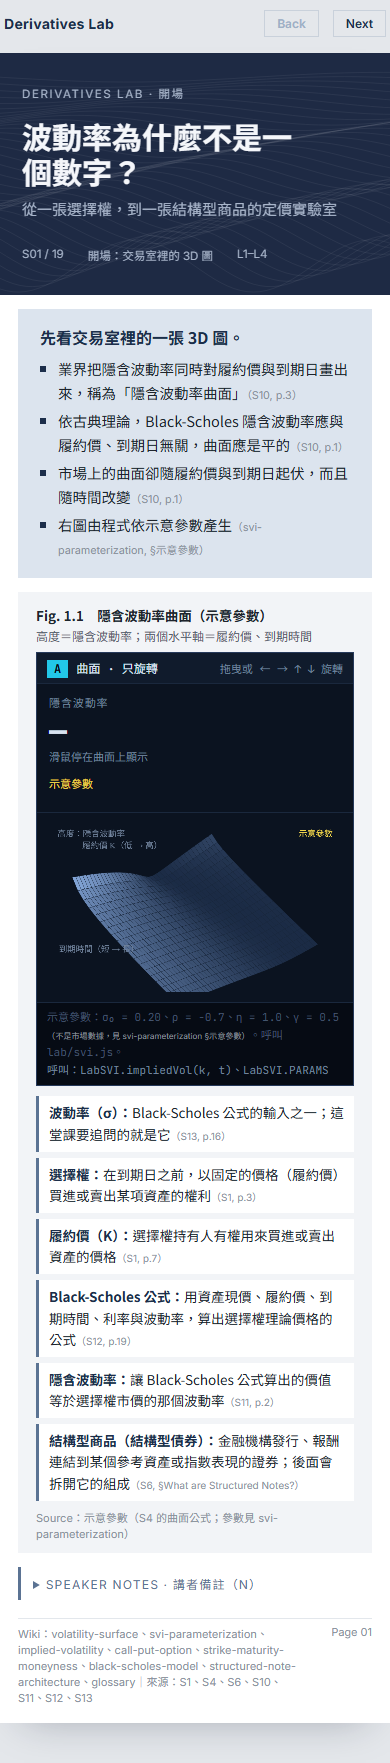 Derivatives Lab
Back
Next
DERIVATIVES LAB · 開場
波動率為什麼不是一
個數字？
從一張選擇權，到一張結構型商品的定價實驗室
S01 / 19 開場：交易室裡的 3D 圖 L1–L4
先看交易室裡的一張 3D 圖。
業界把隱含波動率同時對履約價與到期日畫出
來，稱為「隱含波動率曲面」（S10, p.3）
依古典理論，Black-Scholes 隱含波動率應與
履約價、到期日無關，曲面應是平的（S10, p.1）
市場上的曲面卻隨履約價與到期日起伏，而且
隨時間改變（S10, p.1）
右圖由程式依示意參數產生（svi-
parameterization, §示意參數）
Fig. 1.1 隱含波動率曲面（示意參數）
高度＝隱含波動率；兩個水平軸＝履約價、到期時間
A 曲面 · 只旋轉 拖曳或 ← → ↑ ↓ 旋轉
隱含波動率
—
滑鼠停在曲面上顯示
示意參數
高度：隱含波動率
示意參數
履約價 K（低 → 高）
到期時間（短 → 長）
示意參數：σ₀ = 0.20、ρ = -0.7、η = 1.0、γ = 0.5
（不是市場數據，見 svi-parameterization §示意參數）。呼叫
lab/svi.js。
呼叫：LabSVI.impliedVol(k, t)、LabSVI.PARAMS
波動率（σ）：Black-Scholes 公式的輸入之一；這
堂課要追問的就是它（S13, p.16）
選擇權：在到期日之前，以固定的價格（履約價）
買進或賣出某項資產的權利（S1, p.3）
履約價（K）：選擇權持有人有權用來買進或賣出
資產的價格（S1, p.7）
Black-Scholes 公式：用資產現價、履約價、到
期時間、利率與波動率，算出選擇權理論價格的
公式（S12, p.19）
隱含波動率：讓 Black-Scholes 公式算出的價值
等於選擇權市價的那個波動率（S11, p.2）
結構型商品（結構型債券）：金融機構發行、報酬
連結到某個參考資產或指數表現的證券；後面會
拆開它的組成（S6, §What are Structured Notes?）
Source：示意參數（S4 的曲面公式；參數見 svi-
parameterization）
▶ SPEAKER NOTES · 講者備註（N）
Wiki：volatility-surface、svi-parameterization、
implied-volatility、call-put-option、strike-maturity-
moneyness、black-scholes-model、structured-note-
architecture、glossary｜來源：S1、S4、S6、S10、
S11、S12、S13
Page 01